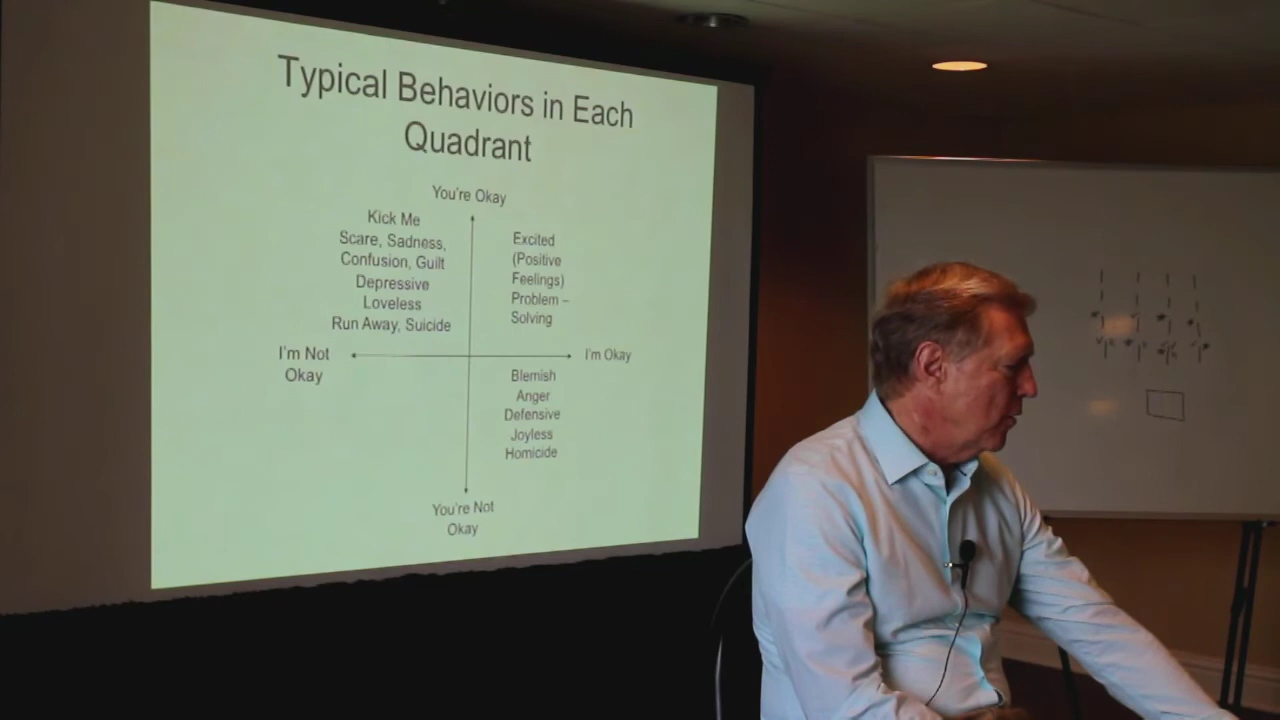 Typical Behaviors in Each
Quadrant
You're Okay
Kick Me
Scare, Sadness,
Confusion, Guilt
Depressive
Loveless
Run Away, Suicide
Excited
(Positive
Feelings)
Problem –
Solving
I'm Not
Okay
I'm Okay
Blemish
Anger
Defensive
Joyless
Homicide
You're Not
Okay